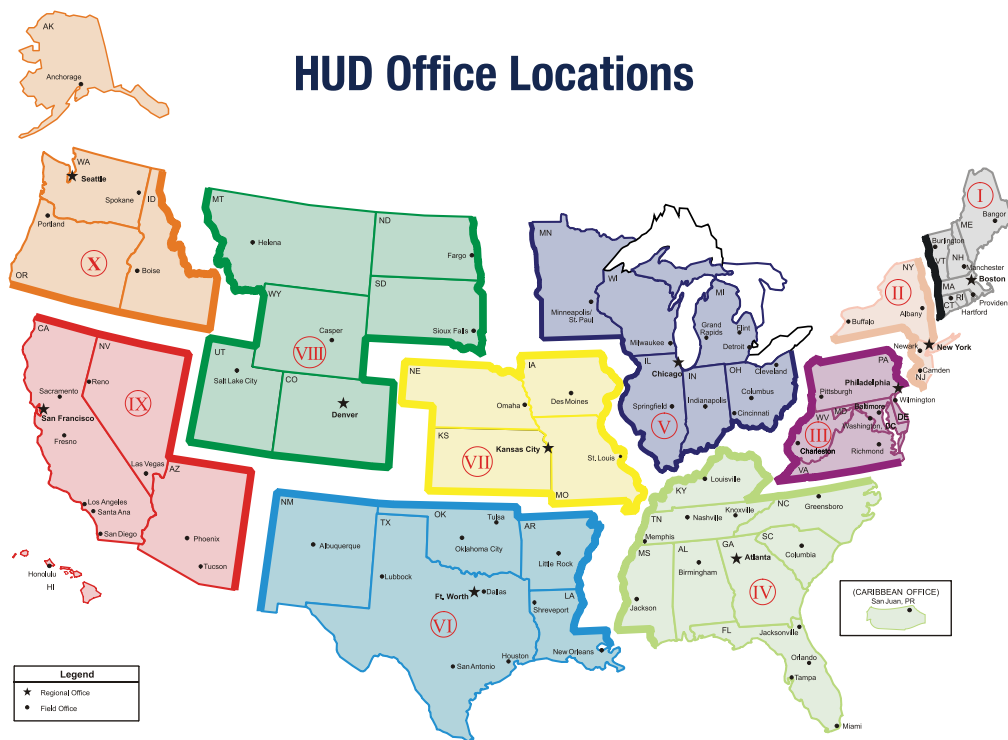 HUD Office Locations
AK
Anchorage
WA
Seattle
Spokane
ID
Portland
X
Boise
OR
MT
ND
Helena
Fargo
SD
WY
Casper
Sioux Falls
VIII
UT
Salt Lake City
CO
Denver
CA
NV
Reno
Sacramento
San Francisco
IX
Fresno
Las Vegas
AZ
Los Angeles
Santa Ana
San Diego
Phoenix
Tucson
Honolulu
HI
NE
IA
Omaha
Des Moines
KS
VII
Kansas City
St. Louis
MO
MN
WI
MI
Minneapolis/
St. Paul
Grand
Rapids
Flint
Milwaukee
Detroit
IL
Chicago
IN
OH
Cleveland
Columbus
Springfield
Indianapolis
Cincinnati
V
I
ME
Bangor
Burlington
VT
NH
Manchester
Boston
MA
CT
RI
Providen
Hartford
NY
II
Albany
Buffalo
New York
Newark
Camden
NJ
PA
Philadelphia
Pittsburgh
Wilmington
Baltimore
WV
MD
DE
Washington,
DC
III
Charleston
Richmond
VA
NM
TX
OK
Tulsa
AR
Albuquerque
Oklahoma City
Little Rock
Lubbock
Ft. Worth
Dallas
LA
Shreveport
VI
New Orleans
Houston
San Antonio
KY
Louisville
NC
Greensboro
TN
Nashville
Knoxville
Memphis
SC
MS
AL
GA
Atlanta
Columbia
Birmingham
Jackson
IV
FL
Jacksonville
Orlando
Tampa
Miami
(CARIBBEAN OFFICE)
San Juan, PR
Legend
Regional Office
Field Office